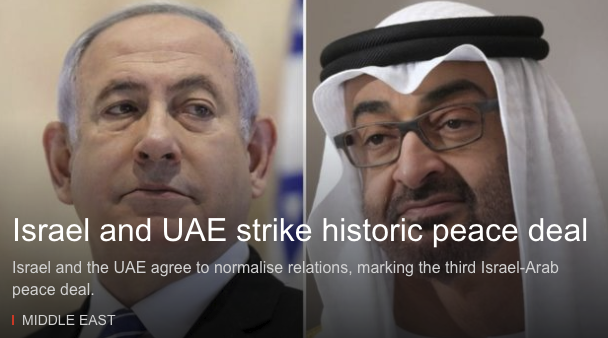 Israel and UAE strike historic peace deal
Israel and the UAE agree to normalise relations, marking the third Israel-Arab
peace deal.
MIDDLE EAST